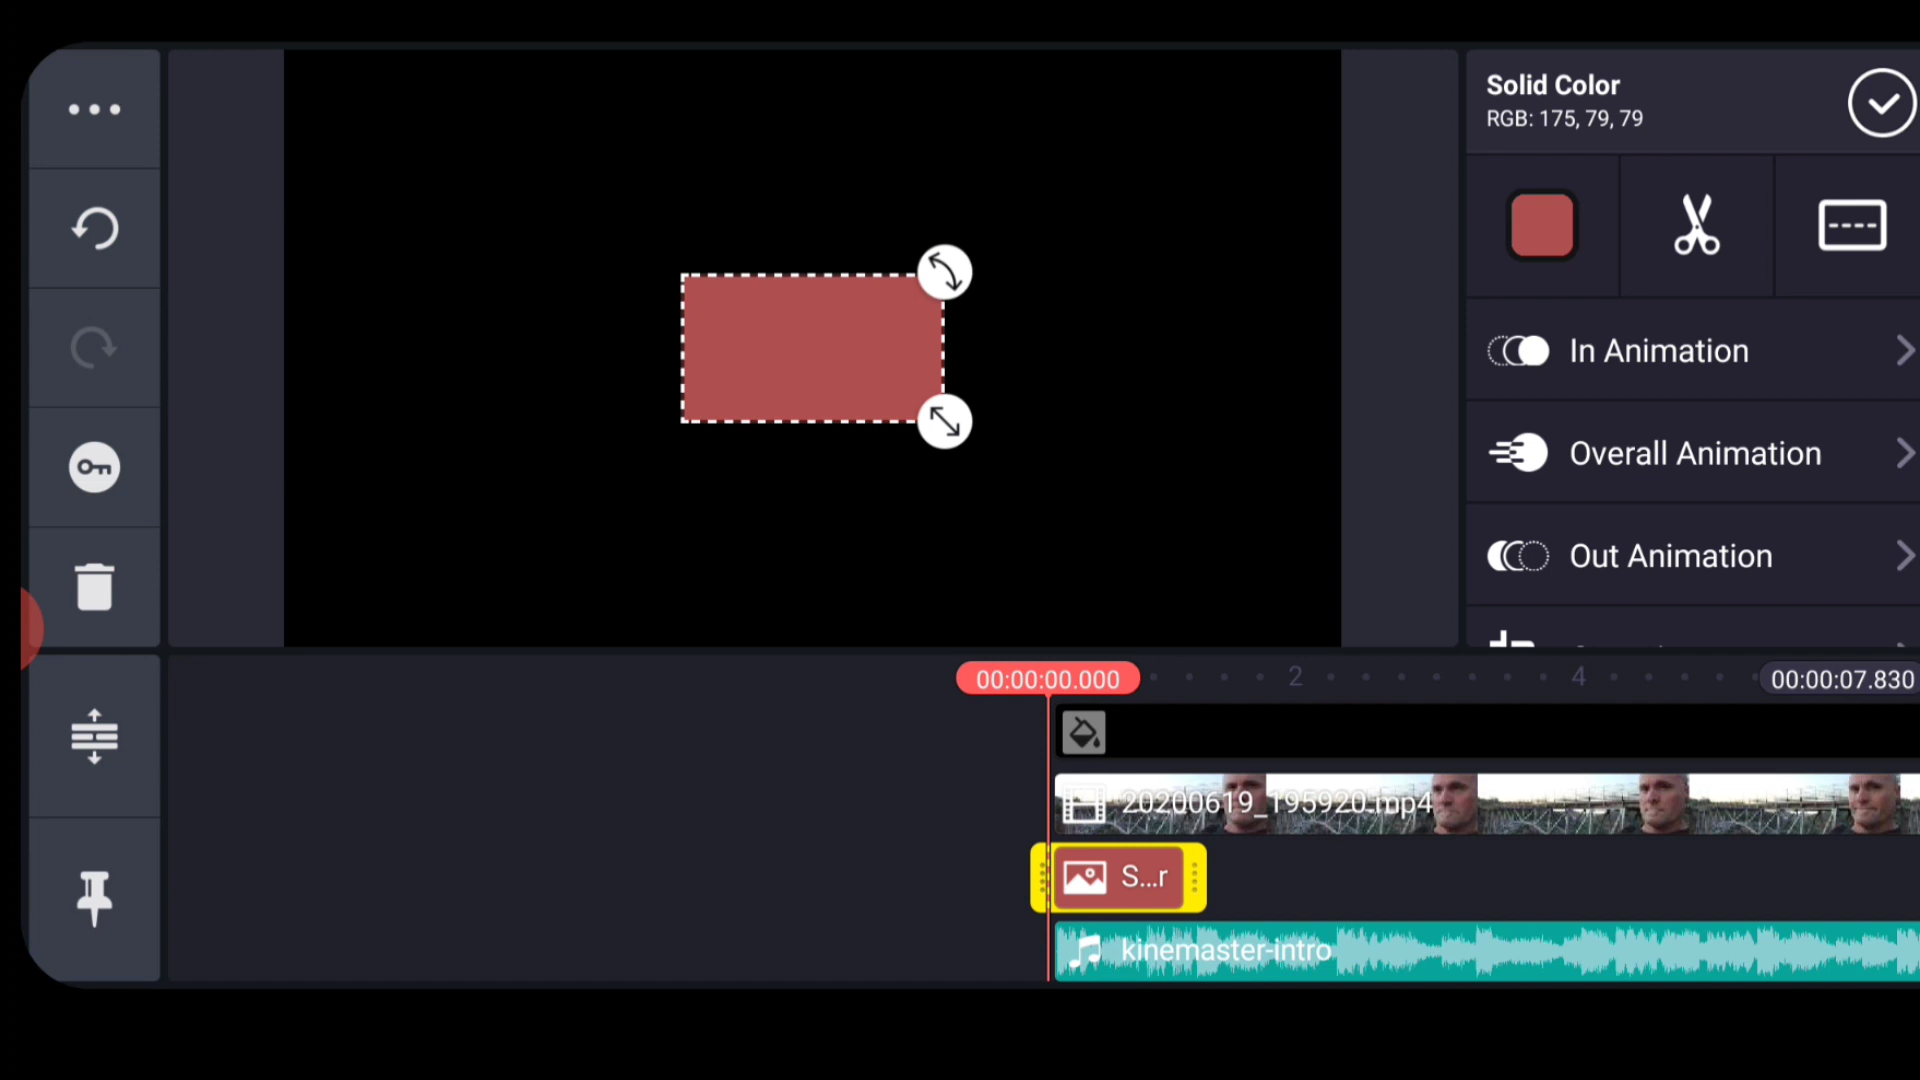 Solid Color
RGB: 175, 79, 79
In Animation
Overall Animation
Out Animation
00:00:00.000
2
4
00:00:07.830
20200619_195920.mp4
S...r
kinemaster-intro